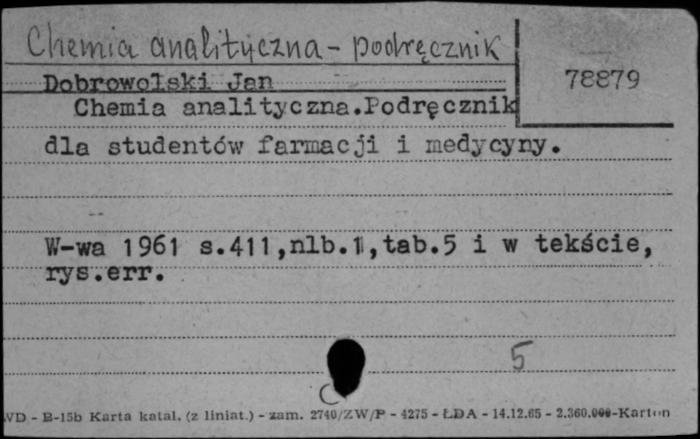 Chemia analityczna - podręcznik
78879
Dobrowolski Jan
Chemia analityczna.Podręcznik
dla studentów farmacji i medycyny.
W-wa 1961 s.411,nlb.1,tab.5 i w tekście,
rys.err.
5
C
WD - B-15b Karta katal. (z liniat.) - zam. 2740/ZW/P - 4275 - ŁDA - 14.12.65 - 2.360.000-Karton